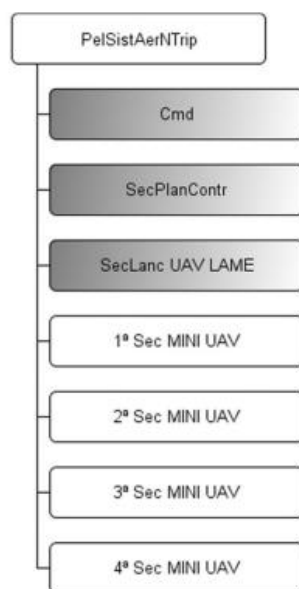 PelSistAerNTrip
Cmd
SecPlanContr
SecLanc UAV LAME
1ª Sec MINI UAV
2ª Sec MINI UAV
3ª Sec MINI UAV
4ª Sec MINI UAV